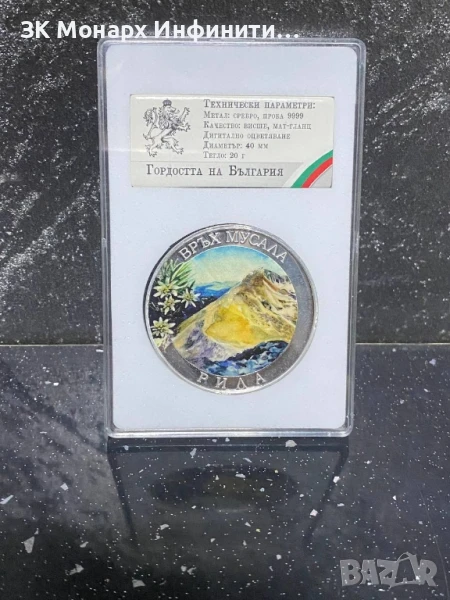 ЗК Монарх Инфинити...
ТЕХНИЧЕСКИ ПАРАМЕТРИ:
МЕТАЛ: СРЕБРО, ПРОБА 9999
КАЧЕСТВО: ВИСШЕ, МАТ-ГЛАНЦ
ДИГИТАЛНО ОЦВЕТЯВАНЕ
ДИАМЕТЪР: 40 ММ
ТЕГЛО: 20 Г
ГОРДОСТТА НА БЪЛГАРИЯ
ВРЪХ МУСАЛА
РИЛА
BAZAR